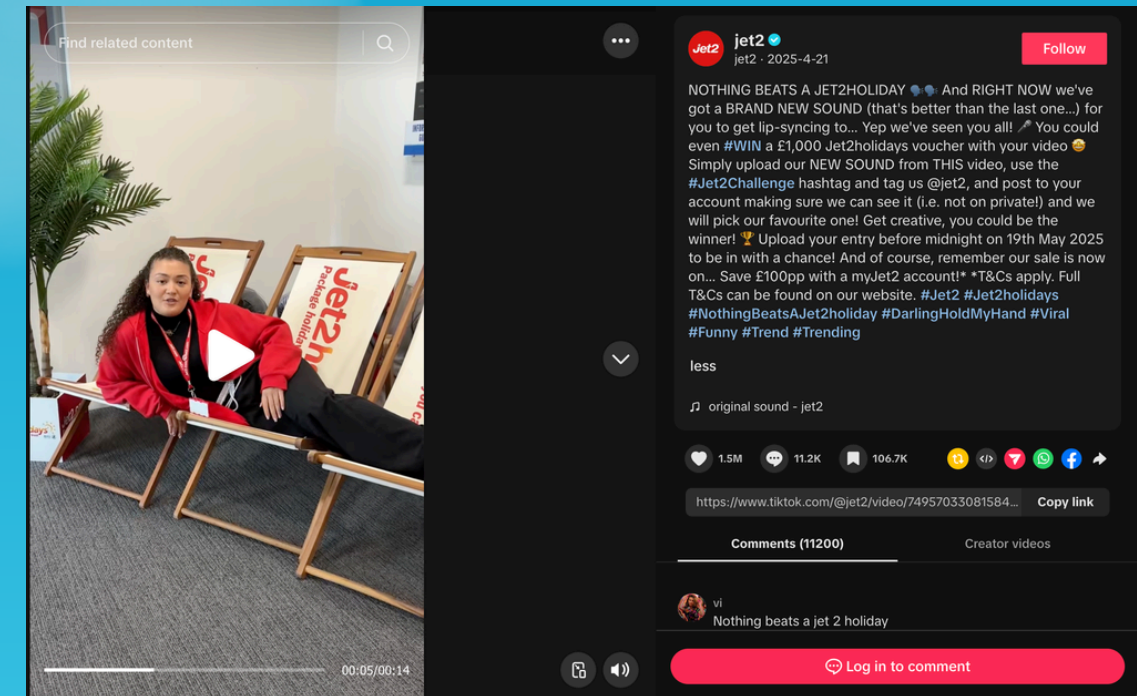 Find related content
INFOR
jet2h
package holiday
Je
you ca
days
00:05/00:14
jet2
jet2
jet2 · 2025-4-21
Follow
NOTHING BEATS A JET2HOLIDAY 🗣️🗣️ And RIGHT NOW we've
got a BRAND NEW SOUND (that's better than the last one...) for
you to get lip-syncing to... Yep we've seen you all! 🎤 You could
even #WIN a £1,000 Jet2holidays voucher with your video 🤩
Simply upload our NEW SOUND from THIS video, use the
#Jet2Challenge hashtag and tag us @jet2, and post to your
account making sure we can see it (i.e. not on private!) and we
will pick our favourite one! Get creative, you could be the
winner! 🏆 Upload your entry before midnight on 19th May 2025
to be in with a chance! And of course, remember our sale is now
on... Save £100pp with a myJet2 account!* *T&Cs apply. Full
T&Cs can be found on our website. #Jet2 #Jet2holidays
#NothingBeatsAJet2holiday #DarlingHoldMyHand #Viral
#Funny #Trend #Trending
less
original sound - jet2
1.5M 11.2K 106.7K
https://www.tiktok.com/@jet2/video/74957033081584... Copy link
Comments (11200) Creator videos
vi
Nothing beats a jet 2 holiday
Log in to comment